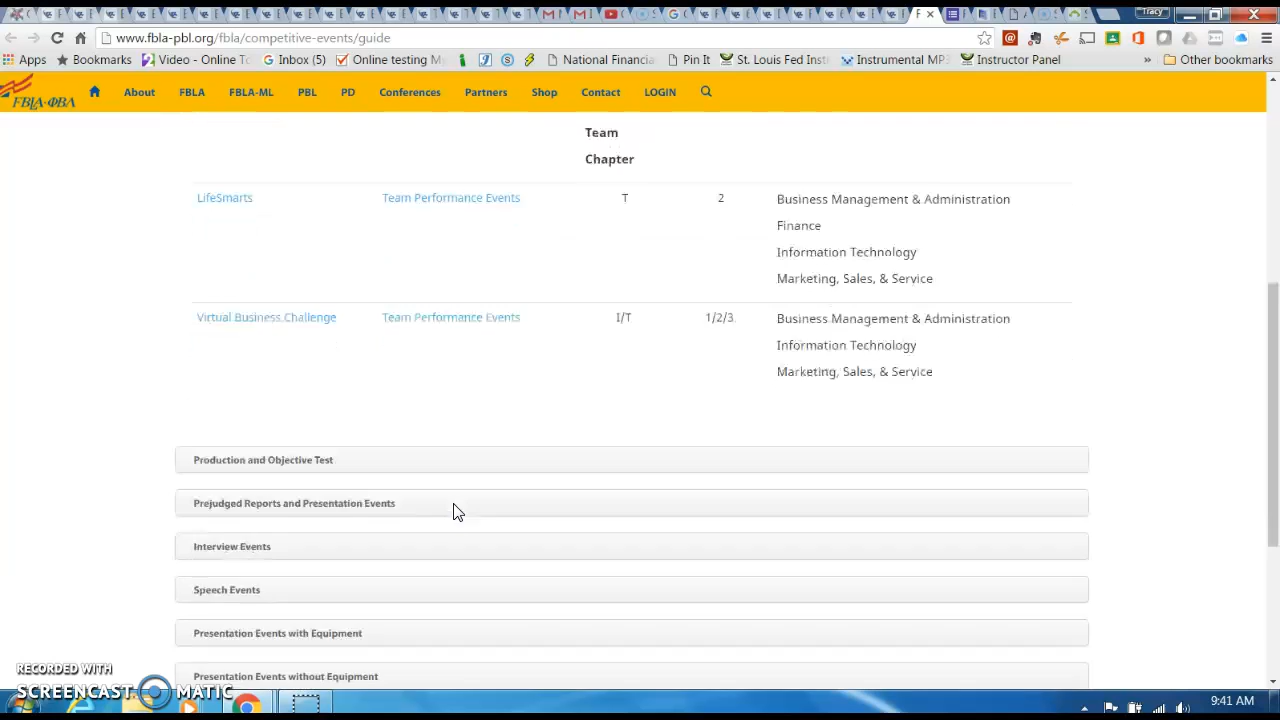 Tracy
www.fbla-pbl.org/fbla/competitive-events/guide
Apps Bookmarks Video - Online Inbox (5) Online testing National Financia Pin It St. Louis Fed Inst Instrumental MP3 Instructor Panel » Other bookmarks
FBLA-PBL About FBLA FBLA-ML PBL PD Conferences Partners Shop Contact LOGIN
Team
Chapter
LifeSmarts Team Performance Events T 2 Business Management & Administration
Finance
Information Technology
Marketing, Sales, & Service
Virtual Business Challenge Team Performance Events I/T 1/2/3 Business Management & Administration
Information Technology
Marketing, Sales, & Service
Production and Objective Test
Prejudged Reports and Presentation Events
Interview Events
Speech Events
Presentation Events with Equipment
RECORDED WITH
Presentation Events without Equipment
SCREENCAST MATIC
9:41 AM